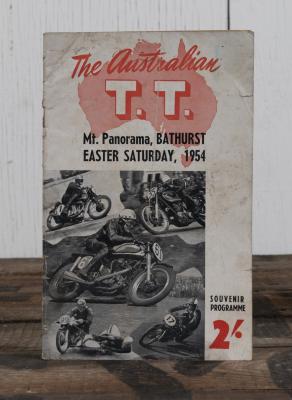 The Australian
T.T.
Mt. Panorama, BATHURST
EASTER SATURDAY, 1954
SOUVENIR
PROGRAMME
2/-